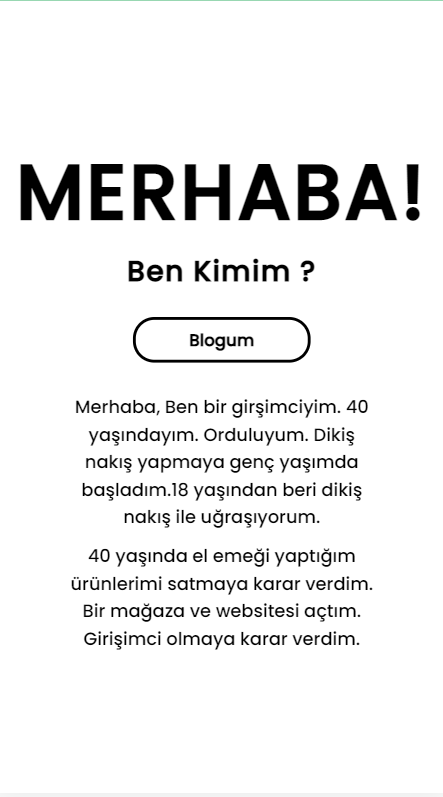 MERHABA!
Ben Kimim ?
Blogum
Merhaba, Ben bir girşimciyim. 40
yaşındayım. Orduluyum. Dikiş
nakış yapmaya genç yaşımda
başladım.18 yaşından beri dikiş
nakış ile uğraşıyorum.
40 yaşında el emeği yaptığım
ürünlerimi satmaya karar verdim.
Bir mağaza ve websitesi açtım.
Girişimci olmaya karar verdim.